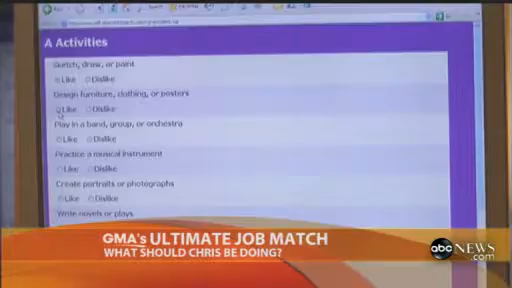 A Activities
Sketch, draw, or paint
Like Dislike
Design furniture, clothing, or posters
Like Dislike
Play in a band, group, or orchestra
Like Dislike
Practice a musical instrument
Like Dislike
Create portraits or photographs
Like Dislike
Write novels or plays
GMA's ULTIMATE JOB MATCH
WHAT SHOULD CHRIS BE DOING?
abc NEWS
.com